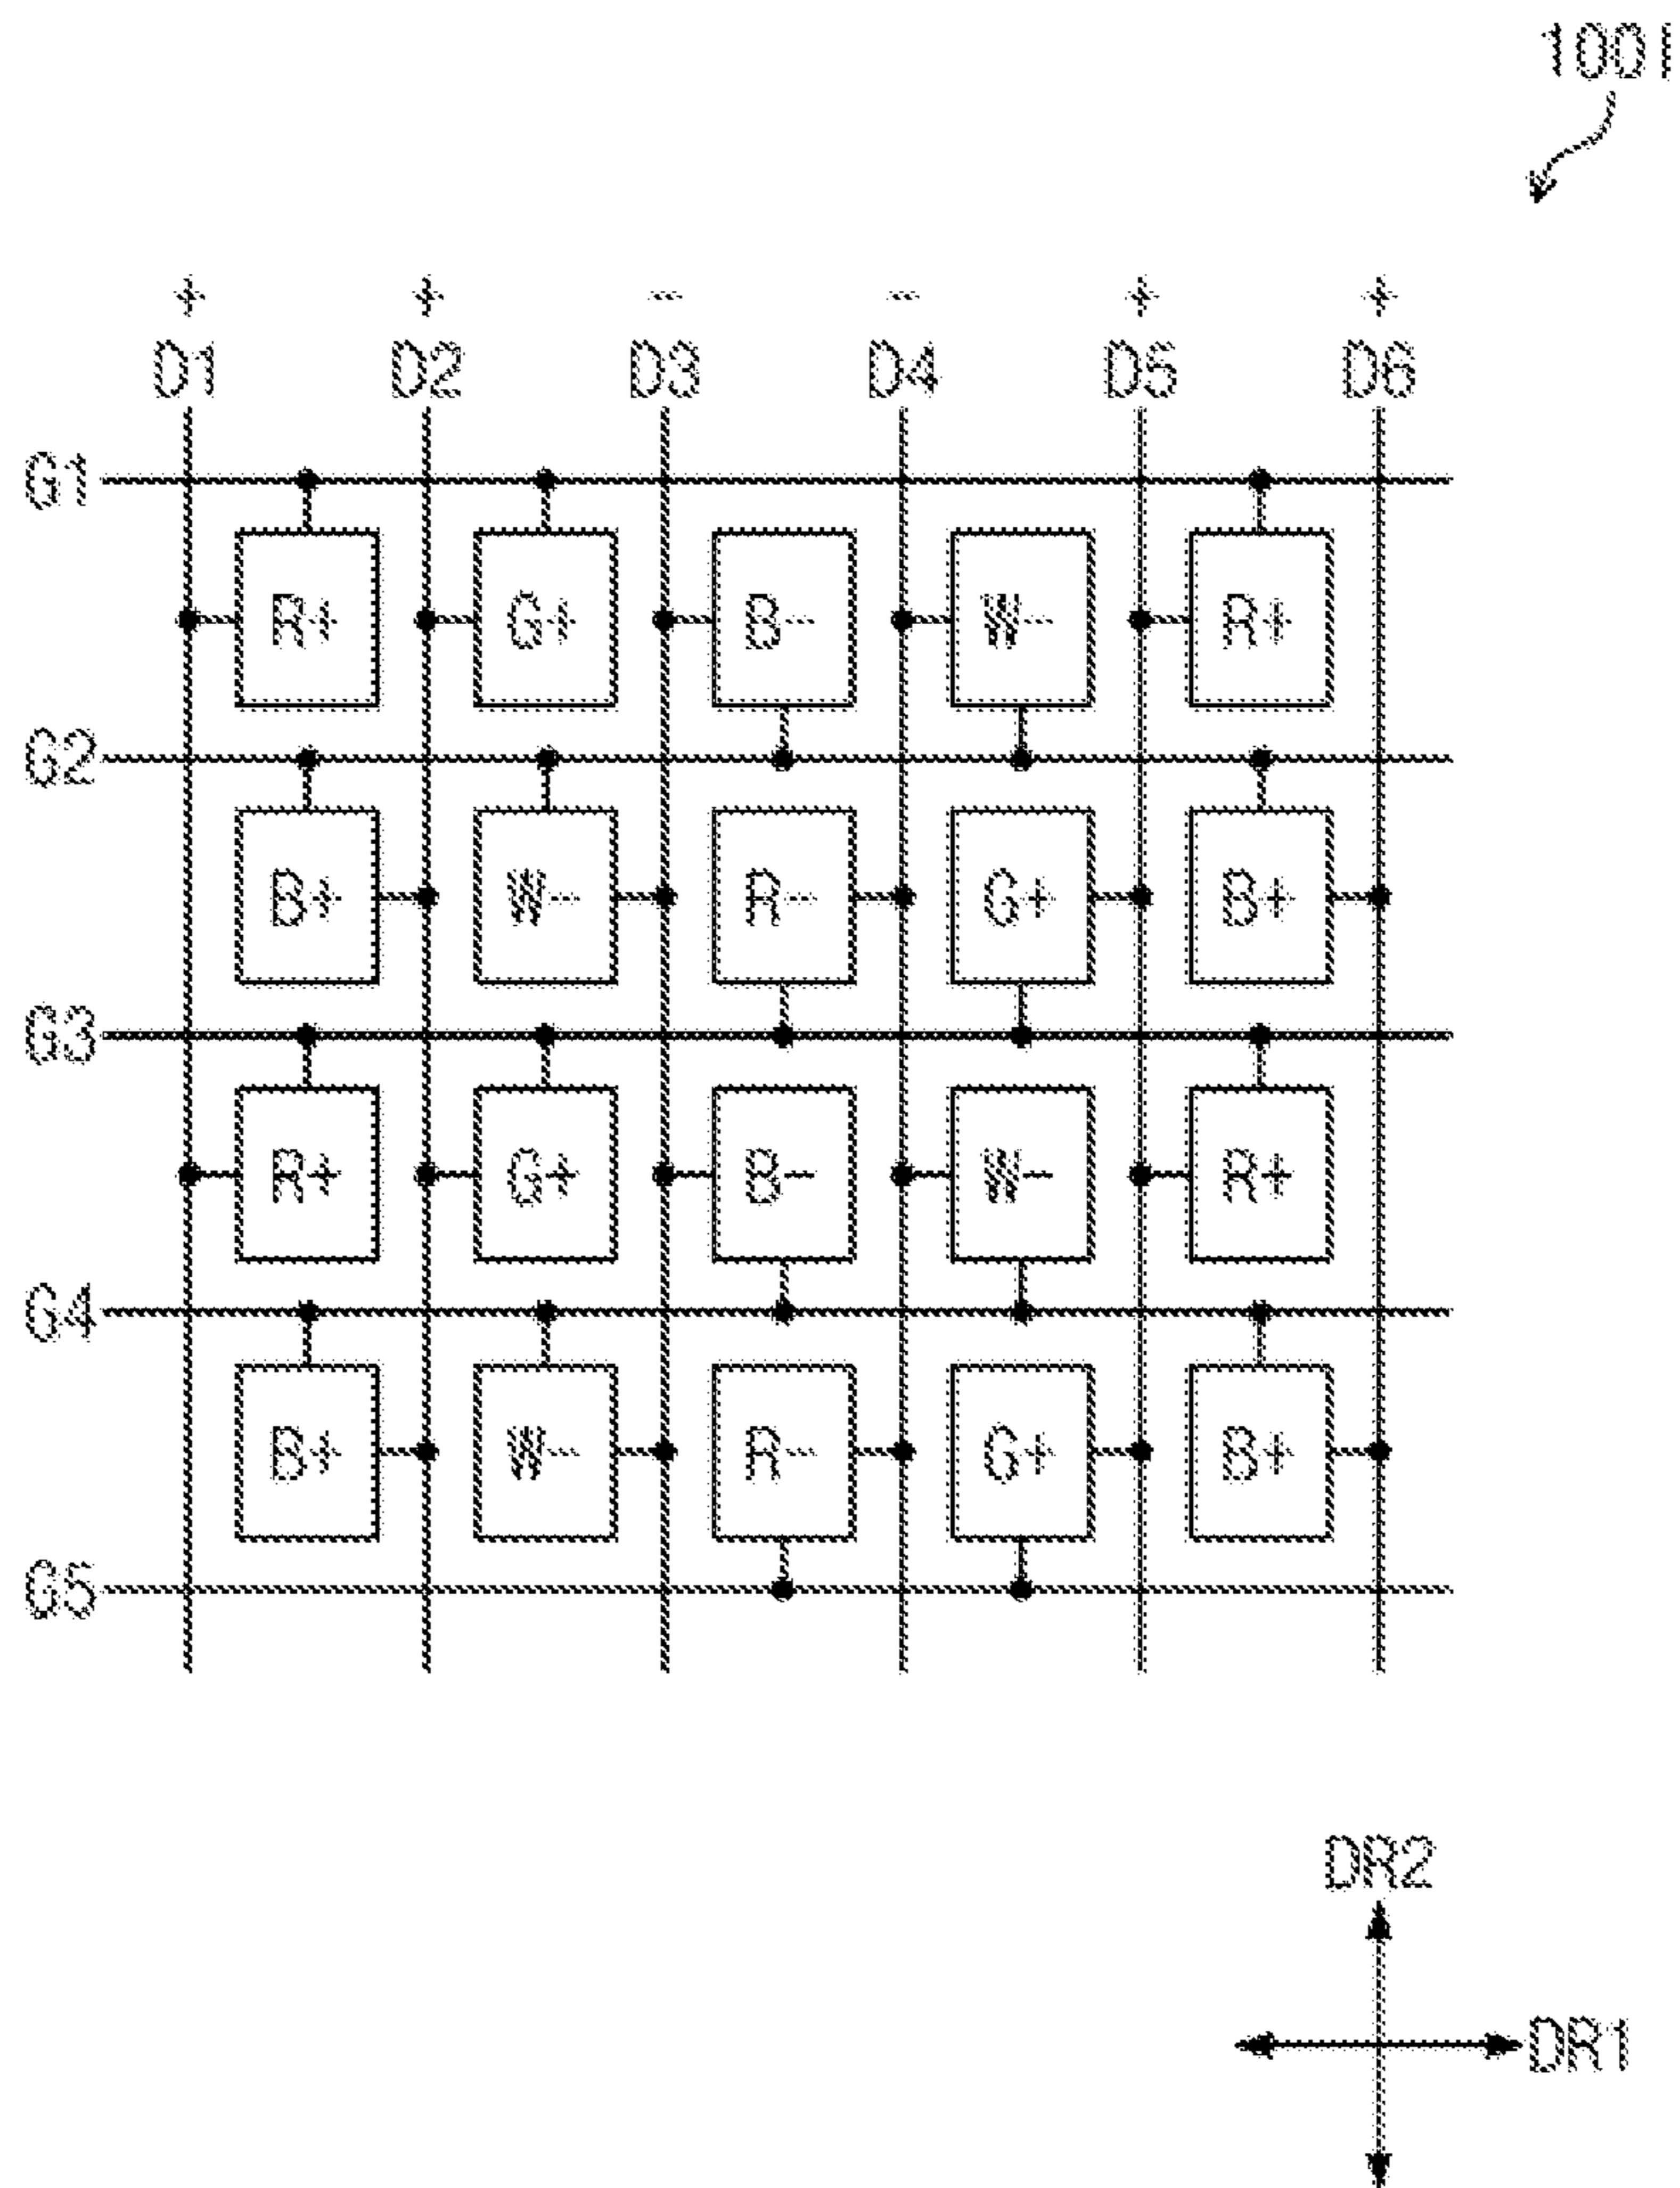 100I
+ + - - + +
D1 D2 D3 D4 D5 D6
G1
R+ G+ B- W- R+
G2
B+ W- R- G+ B+
G3
R+ G+ B- W- R+
G4
B+ W- R- G+ B+
G5
DR2
DR1